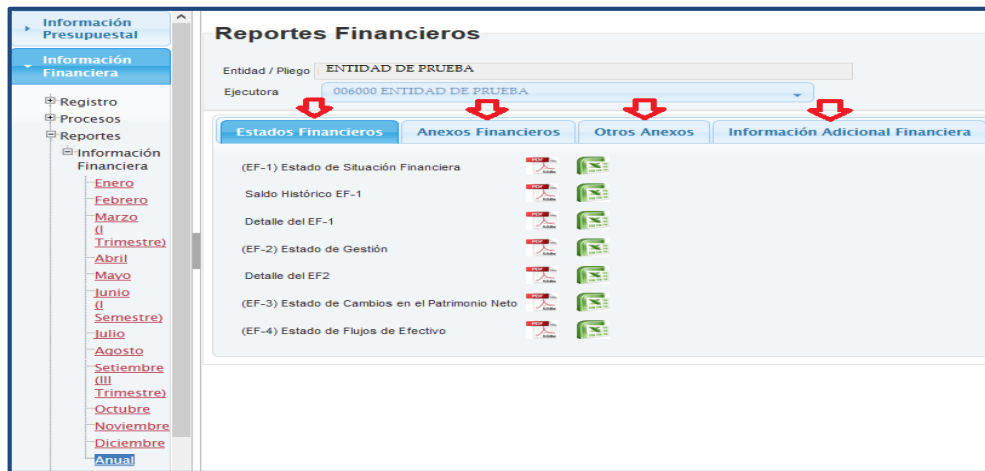 Información
Presupuestal
Información
Financiera
Registro
Procesos
Reportes
Información
Financiera
Enero
Febrero
Marzo
(I
Trimestre)
Abril
Mayo
Junio
(I
Semestre)
Julio
Agosto
Setiembre
(III
Trimestre)
Octubre
Noviembre
Diciembre
Anual
Reportes Financieros
Entidad / Pliego ENTIDAD DE PRUEBA
Ejecutora 006000 ENTIDAD DE PRUEBA
Estados Financieros Anexos Financieros Otros Anexos Información Adicional Financiera
(EF-1) Estado de Situación Financiera
Saldo Histórico EF-1
Detalle del EF-1
(EF-2) Estado de Gestión
Detalle del EF2
(EF-3) Estado de Cambios en el Patrimonio Neto
(EF-4) Estado de Flujos de Efectivo